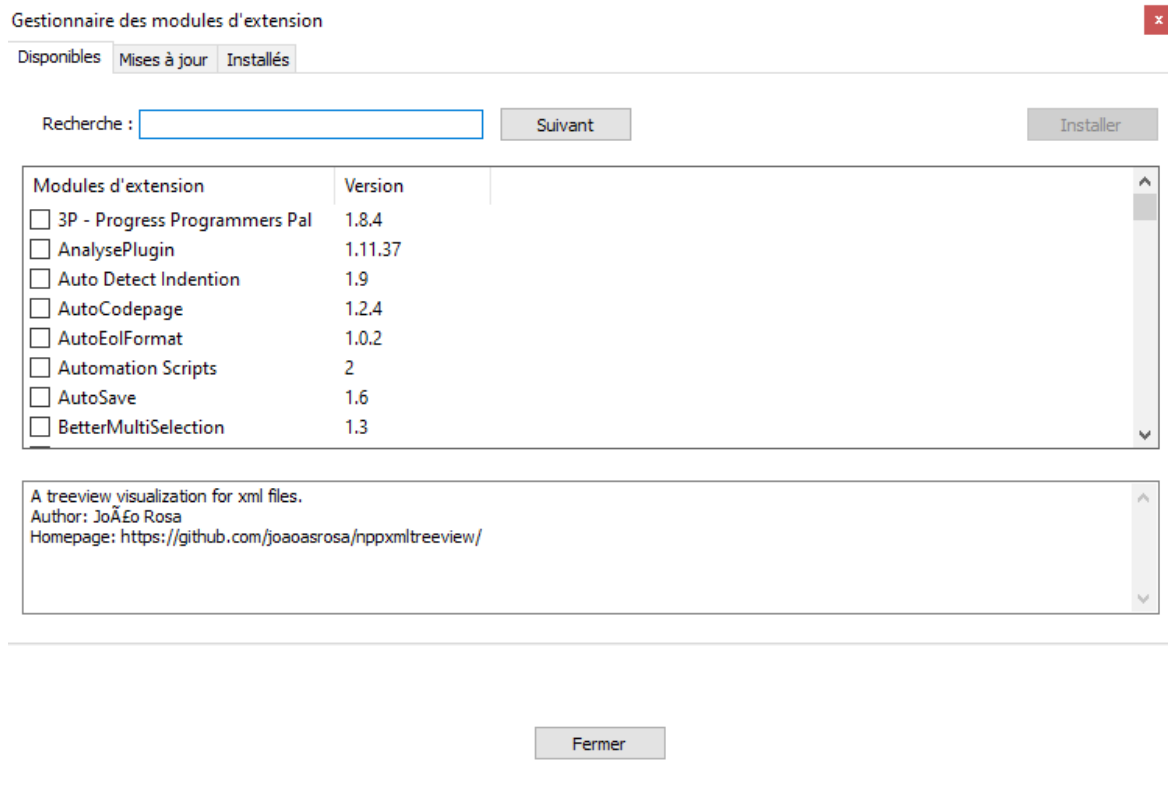 Gestionnaire des modules d'extension
x
Disponibles Mises à jour Installés
Recherche : Suivant Installer
Modules d'extension Version
3P - Progress Programmers Pal 1.8.4
AnalysePlugin 1.11.37
Auto Detect Indention 1.9
AutoCodepage 1.2.4
AutoEolFormat 1.0.2
Automation Scripts 2
AutoSave 1.6
BetterMultiSelection 1.3
A treeview visualization for xml files.
Author: JoÃ£o Rosa
Homepage: https://github.com/joaoasrosa/nppxmltreeview/
Fermer